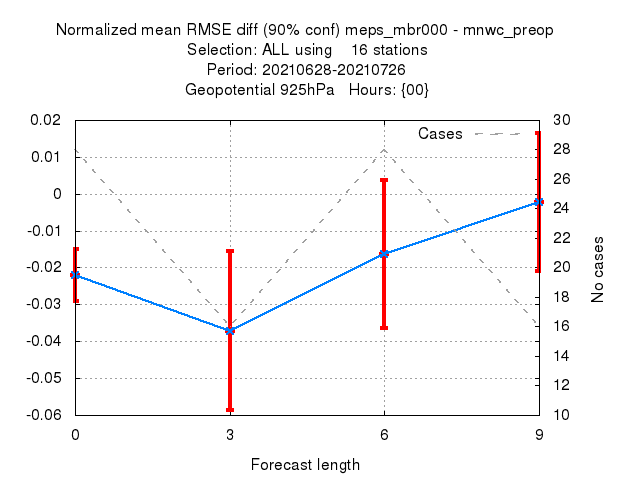 Normalized mean RMSE diff (90% conf) meps_mbr000 - mnwc_preop
Selection: ALL using 16 stations
Period: 20210628-20210726
Geopotential 925hPa Hours: {00}
Cases
0.02
0.01
0
-0.01
-0.02
-0.03
-0.04
-0.05
-0.06
30
28
26
24
22
20
18
16
14
12
10
No cases
0 3 6 9
Forecast length